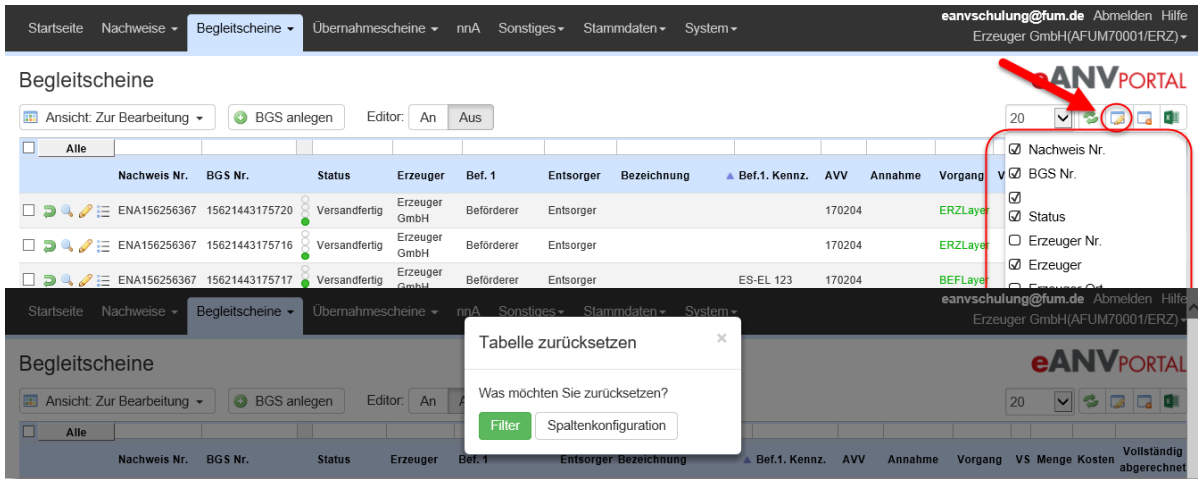 eanvschulung@fum.de Abmelden Hilfe
Startseite Nachweise Begleitscheine Übernahmescheine nnA Sonstiges Stammdaten System
Erzeuger GmbH(AFUM70001/ERZ)
Begleitscheine
eANVPORTAL
Ansicht: Zur Bearbeitung BGS anlegen Editor: An Aus 20
Alle
Nachweis Nr. BGS Nr. Status Erzeuger Bef. 1 Entsorger Bezeichnung Bef.1. Kennz. AVV Annahme Vorgang V
ENA156256367 15621443175720 Versandfertig Erzeuger GmbH Beförderer Entsorger 170204 ERZLayer
ENA156256367 15621443175716 Versandfertig Erzeuger GmbH Beförderer Entsorger 170204 ERZLayer
ENA156256367 15621443175717 Versandfertig Erzeuger GmbH Beförderer Entsorger ES-EL 123 170204 BEFLayer
Nachweis Nr.
BGS Nr.
Status
Erzeuger Nr.
Erzeuger
Erzeuger Ort
eanvschulung@fum.de Abmelden Hilfe
Startseite Nachweise Begleitscheine Übernahmescheine nnA Sonstiges Stammdaten System
Erzeuger GmbH(AFUM70001/ERZ)
Begleitscheine
eANVPORTAL
Ansicht: Zur Bearbeitung BGS anlegen Editor: An 20
Tabelle zurücksetzen ×
Was möchten Sie zurücksetzen?
Filter Spaltenkonfiguration
Alle
Nachweis Nr. BGS Nr. Status Erzeuger Bef. 1 Entsorger Bezeichnung Bef.1. Kennz. AVV Annahme Vorgang VS Menge Kosten Vollständig abgerechnet